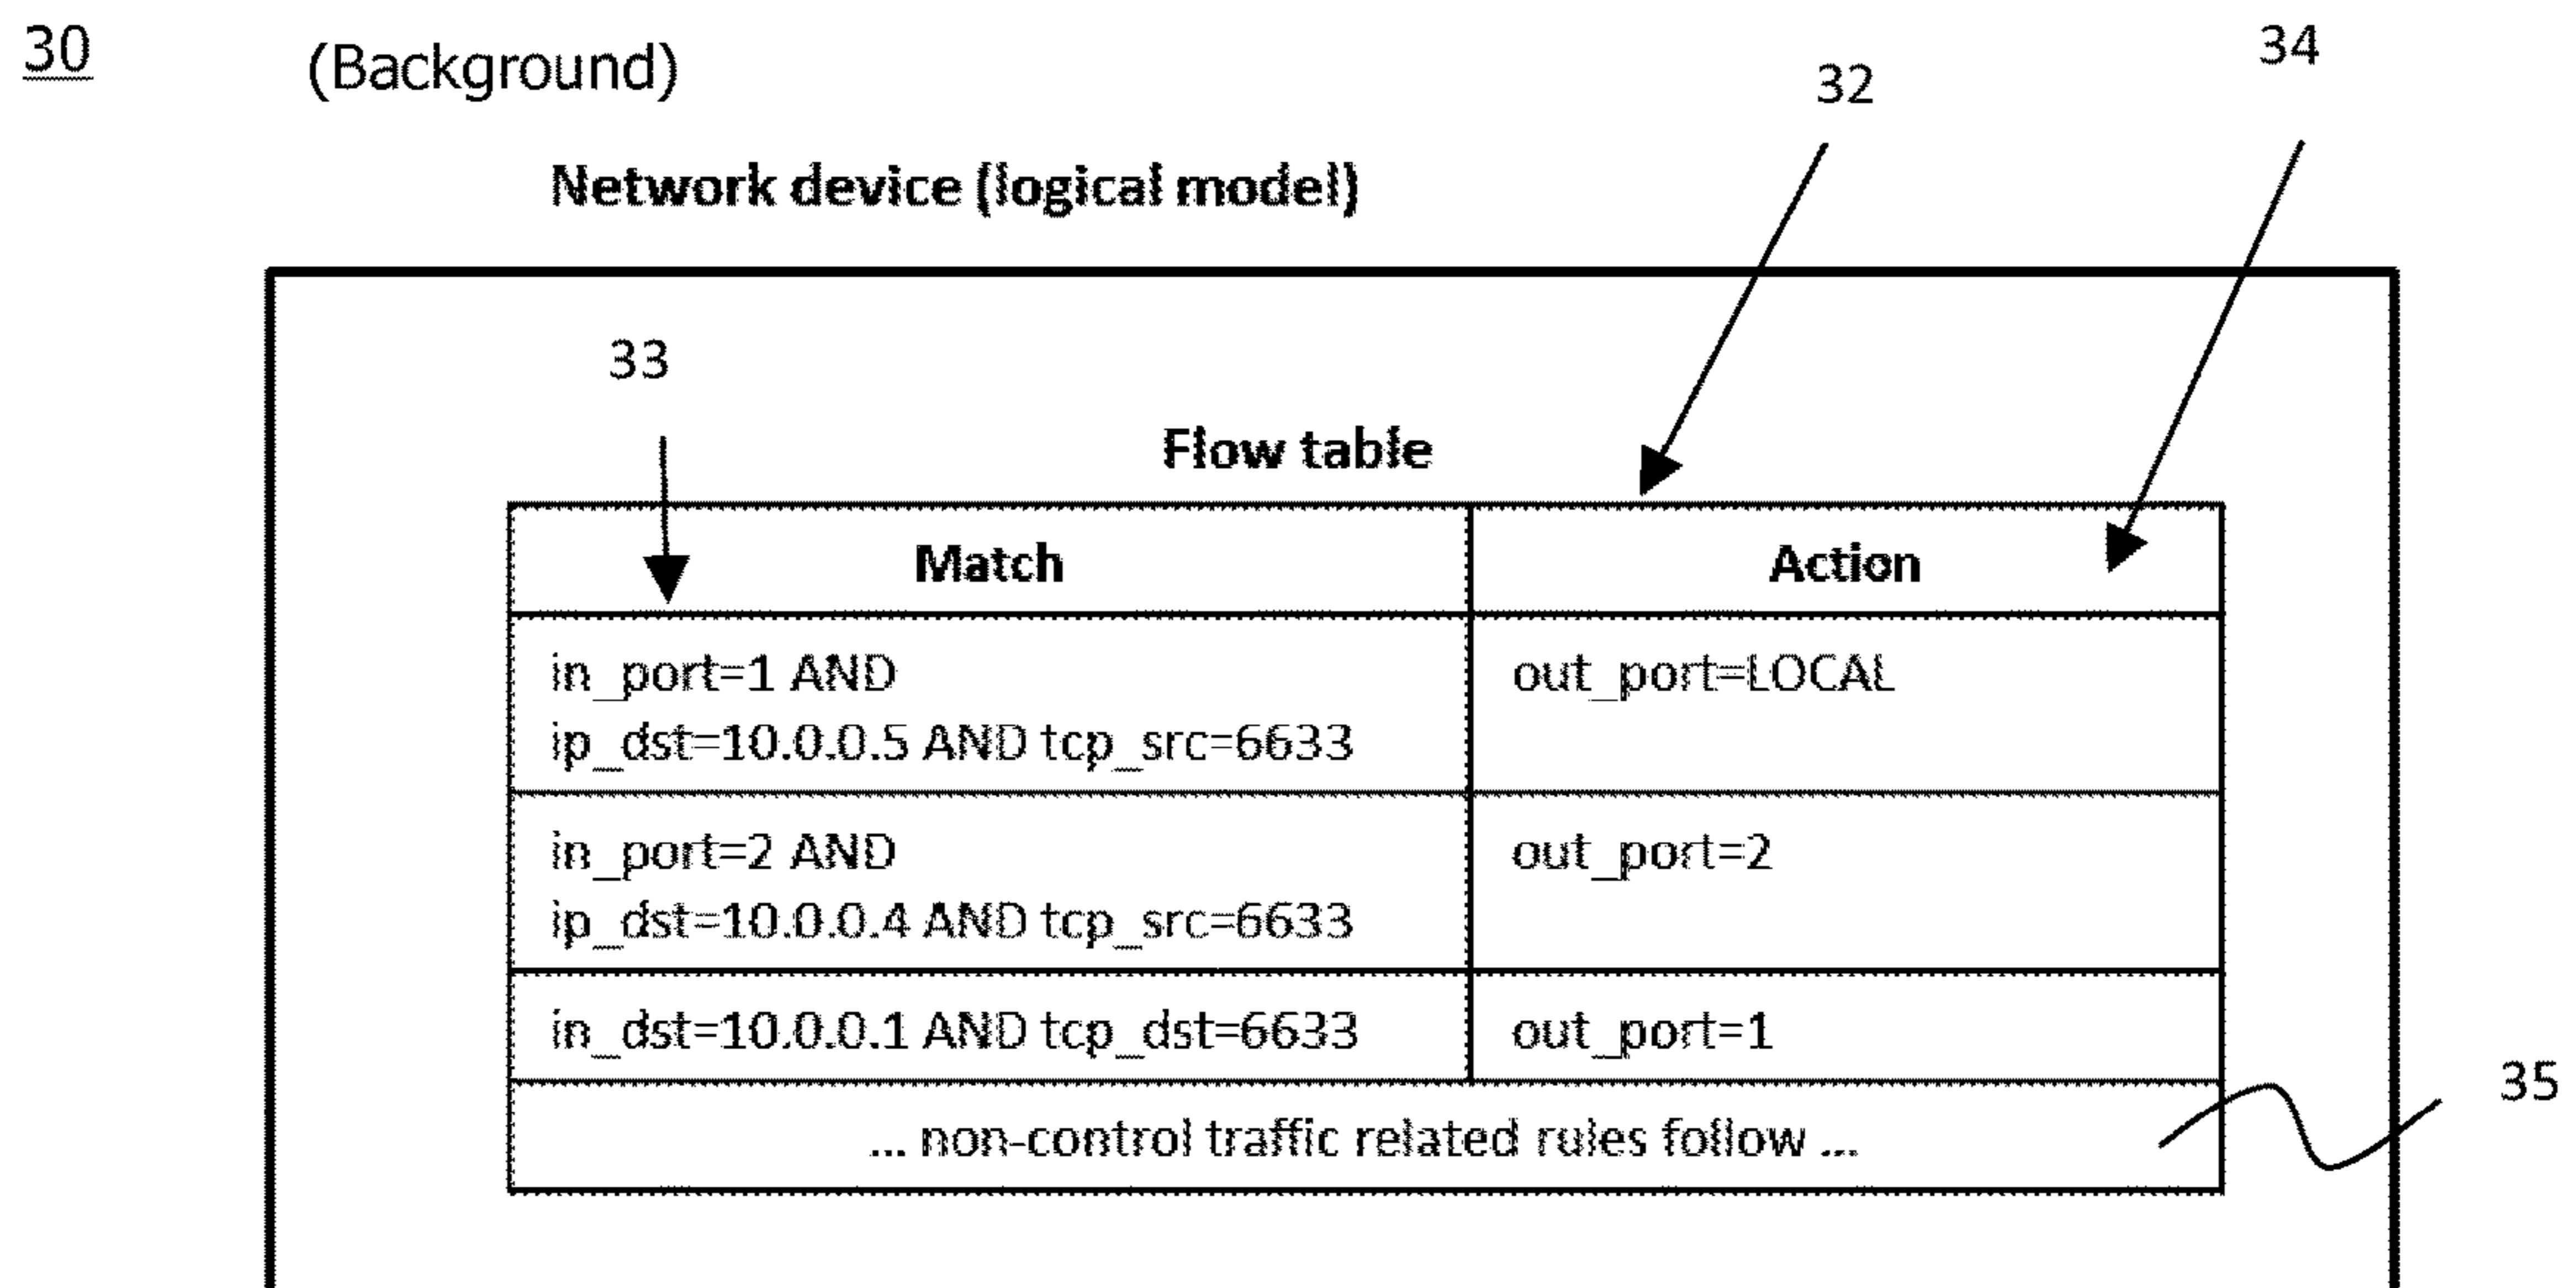 30
(Background)
34
32
Network device (logical model)
33
Flow table
Match
Action
in_port=1 AND
ip_dst=10.0.0.5 AND tcp_src=6633
out_port=LOCAL
in_port=2 AND
ip_dst=10.0.0.4 AND tcp_src=6633
out_port=2
in_dst=10.0.0.1 AND tcp_dst=6633
out_port=1
35
... non-control traffic related rules follow ...